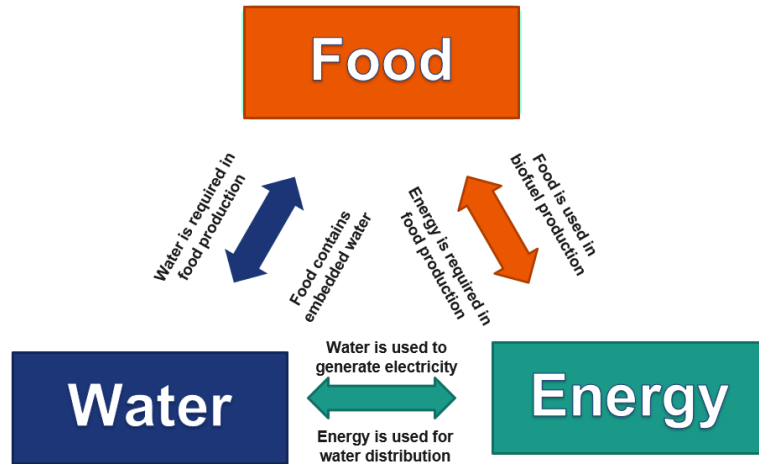 Food
Water is required in
food production
Food contains
embedded water
Energy is required in
food production
Food is used in
biofuel production
Water is used to
generate electricity
Water
Energy
Energy is used for
water distribution